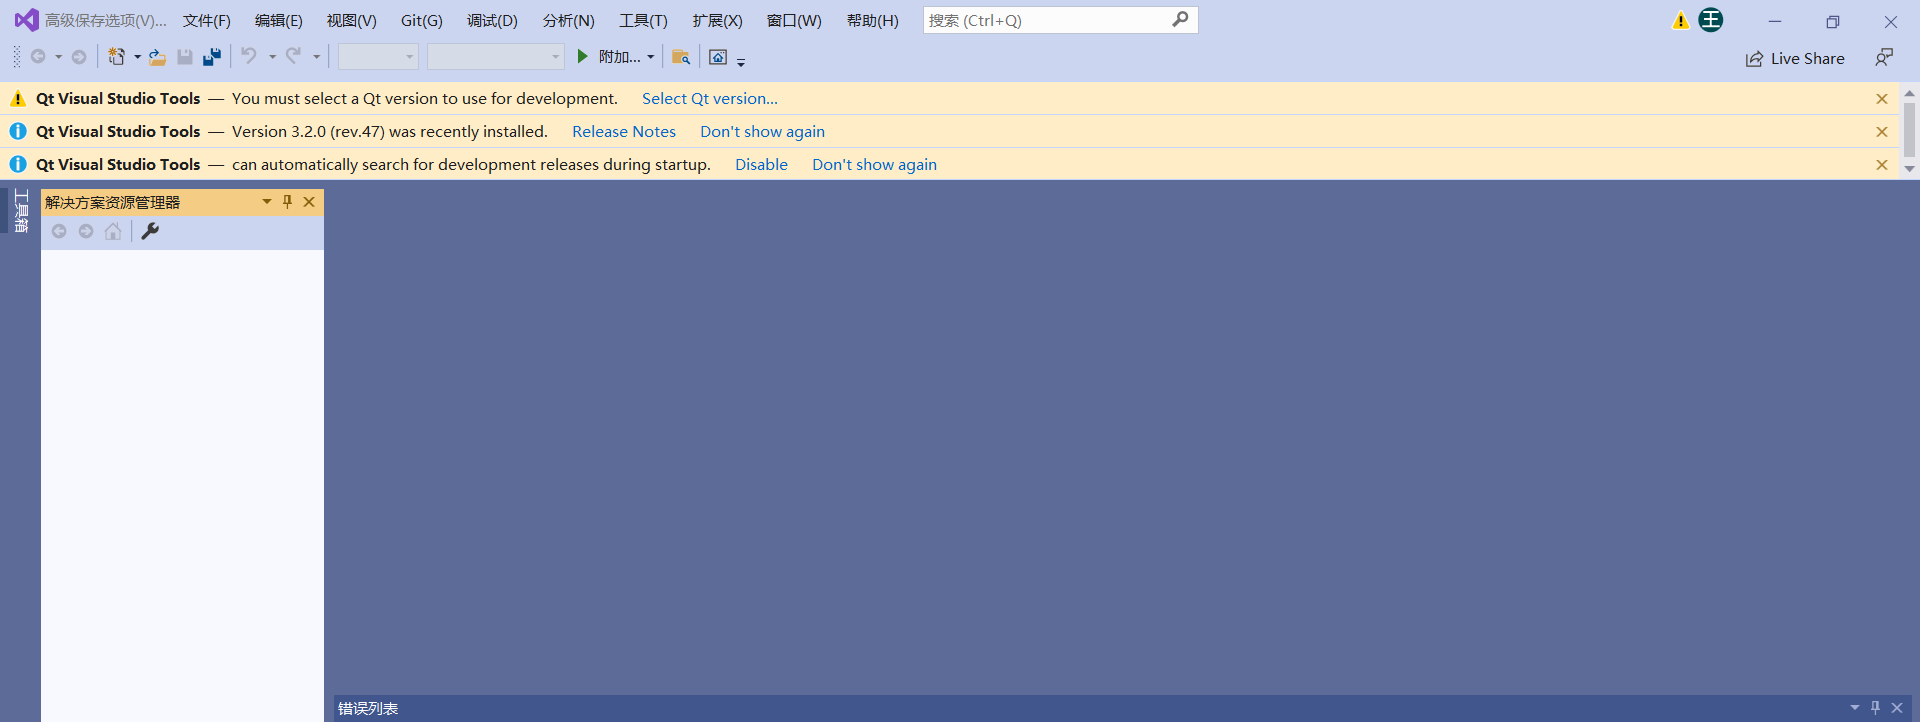 高级保存选项(V)... 文件(F) 编辑(E) 视图(V) Git(G) 调试(D) 分析(N) 工具(T) 扩展(X) 窗口(W) 帮助(H) 搜索 (Ctrl+Q) 王
附加... Live Share
Qt Visual Studio Tools — You must select a Qt version to use for development. Select Qt version...
Qt Visual Studio Tools — Version 3.2.0 (rev.47) was recently installed. Release Notes Don't show again
Qt Visual Studio Tools — can automatically search for development releases during startup. Disable Don't show again
工具箱
解决方案资源管理器
错误列表